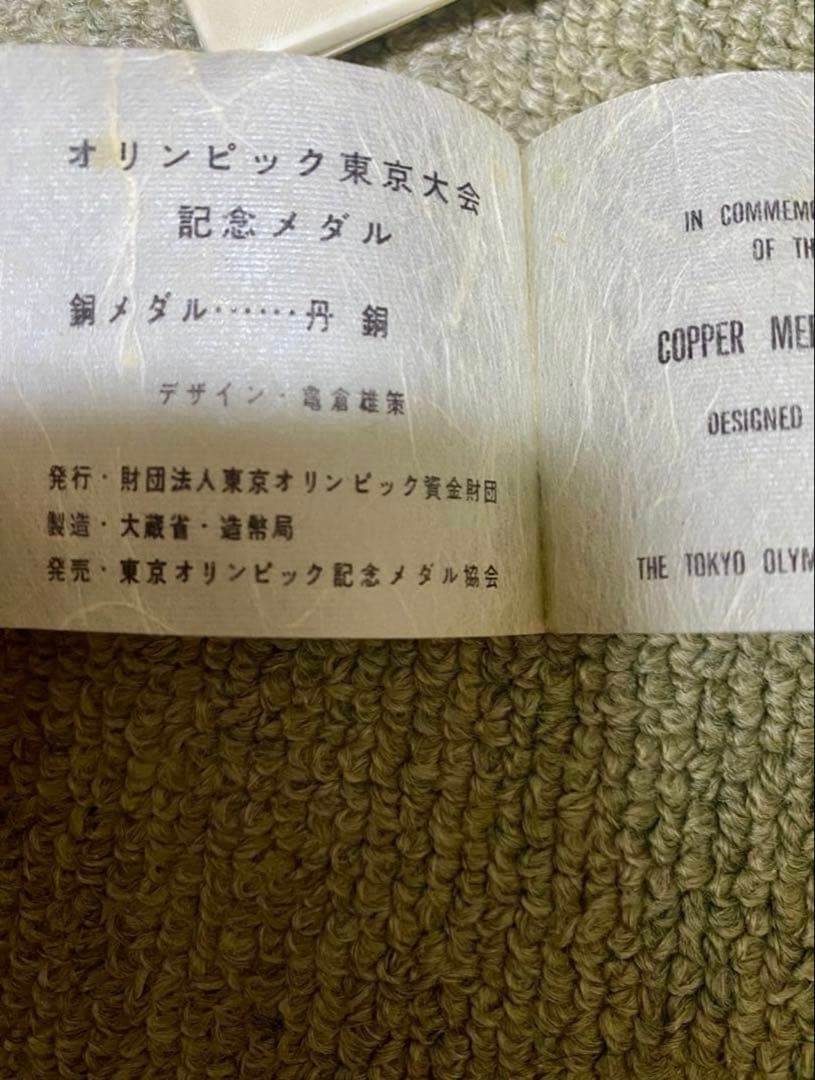 オリンピック東京大会
記念メダル
銅メダル……丹 銅
デザイン・亀倉雄策
発行・財団法人東京オリンピック資金財団
製造・大蔵省・造幣局
発売・東京オリンピック記念メダル協会
IN COMMEMO
OF TH
COPPER MED
DESIGNED
THE TOKYO OLYM